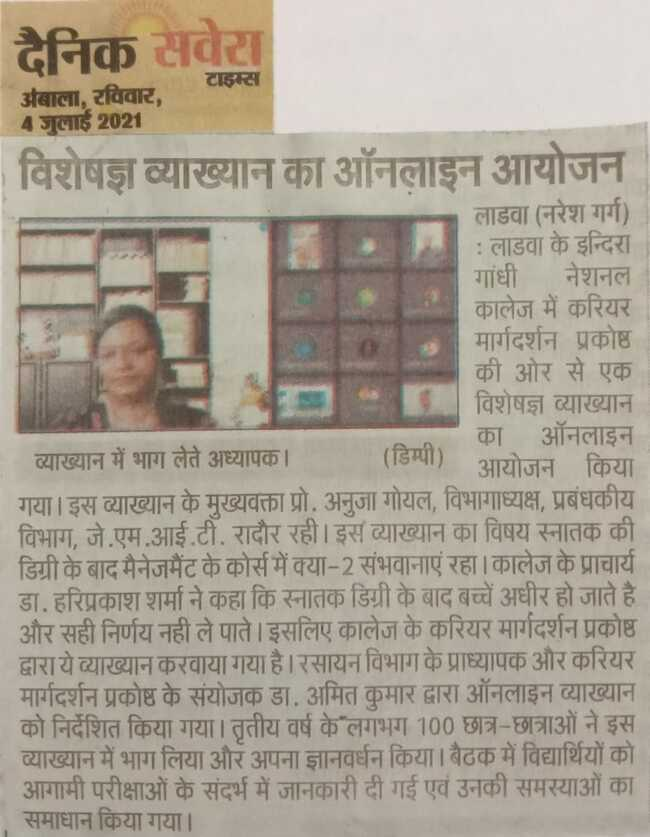 दैनिक सवेरा
टाइम्स
अंबाला, रविवार,
4 जुलाई 2021
विशेषज्ञ व्याख्यान का ऑनलाइन आयोजन
लाडवा (नरेश गर्ग)
: लाडवा के इन्दिरा
गांधी नेशनल
कालेज में करियर
मार्गदर्शन प्रकोष्ठ
की ओर से एक
विशेषज्ञ व्याख्यान
का ऑनलाइन
आयोजन किया
व्याख्यान में भाग लेते अध्यापक। (डिम्पी)
गया। इस व्याख्यान के मुख्यवक्ता प्रो. अनुजा गोयल, विभागाध्यक्ष, प्रबंधकीय
विभाग, जे.एम.आई.टी. रादौर रही। इस व्याख्यान का विषय स्नातक की
डिग्री के बाद मैनेजमैंट के कोर्स में क्या-2 संभवानाएं रहा। कालेज के प्राचार्य
डा. हरिप्रकाश शर्मा ने कहा कि स्नातक डिग्री के बाद बच्चें अधीर हो जाते है
और सही निर्णय नही ले पाते। इसलिए कालेज के करियर मार्गदर्शन प्रकोष्ठ
द्वारा ये व्याख्यान करवाया गया है। रसायन विभाग के प्राध्यापक और करियर
मार्गदर्शन प्रकोष्ठ के संयोजक डा. अमित कुमार द्वारा ऑनलाइन व्याख्यान
को निर्देशित किया गया। तृतीय वर्ष के लगभग 100 छात्र-छात्राओं ने इस
व्याख्यान में भाग लिया और अपना ज्ञानवर्धन किया। बैठक में विद्यार्थियों को
आगामी परीक्षाओं के संदर्भ में जानकारी दी गई एवं उनकी समस्याओं का
समाधान किया गया।